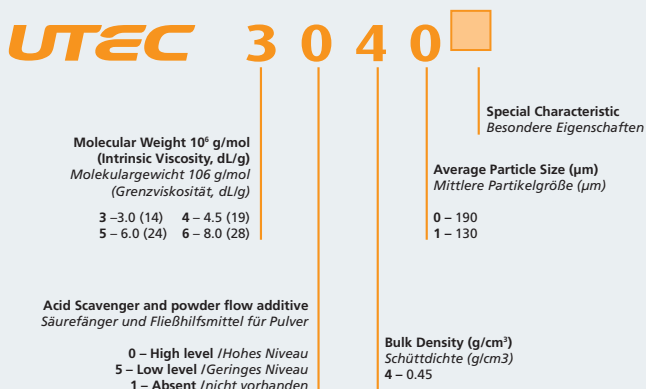 UTEC 3 0 4 0
Special Characteristic
Besondere Eigenschaften
Molecular Weight 10⁶ g/mol
(Intrinsic Viscosity, dL/g)
Molekulargewicht 106 g/mol
(Grenzviskosität, dL/g)
3 –3.0 (14) 4 – 4.5 (19)
5 – 6.0 (24) 6 – 8.0 (28)
Average Particle Size (µm)
Mittlere Partikelgröße (µm)
0 – 190
1 – 130
Acid Scavenger and powder flow additive
Säurefänger und Fließhilfsmittel für Pulver
0 – High level /Hohes Niveau
5 – Low level /Geringes Niveau
1 – Absent /nicht vorhanden
Bulk Density (g/cm³)
Schüttdichte (g/cm3)
4 – 0.45